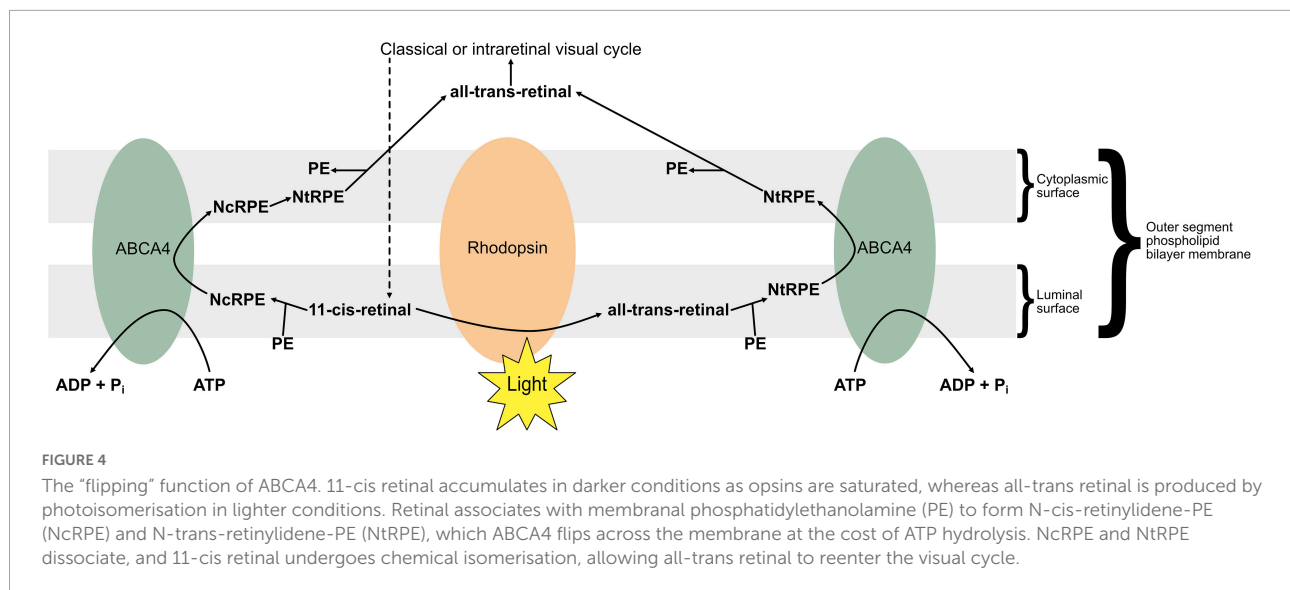 Classical or intraretinal visual cycle
all-trans-retinal
PE
PE
Cytoplasmic
surface
NcRPE
NtRPE
NtRPE
ABCA4
Rhodopsin
ABCA4
Outer segment
phospholipid
bilayer membrane
NcRPE
11-cis-retinal
all-trans-retinal
NtRPE
Luminal
surface
PE
PE
ADP + Pi
ATP
Light
ATP
ADP + Pi
FIGURE 4
The “flipping” function of ABCA4. 11-cis retinal accumulates in darker conditions as opsins are saturated, whereas all-trans retinal is produced by
photoisomerisation in lighter conditions. Retinal associates with membranal phosphatidylethanolamine (PE) to form N-cis-retinylidene-PE
(NcRPE) and N-trans-retinylidene-PE (NtRPE), which ABCA4 flips across the membrane at the cost of ATP hydrolysis. NcRPE and NtRPE
dissociate, and 11-cis retinal undergoes chemical isomerisation, allowing all-trans retinal to reenter the visual cycle.